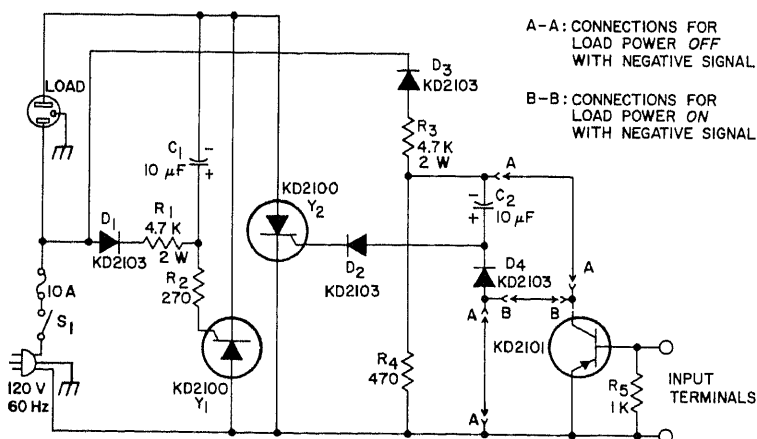 A-A: CONNECTIONS FOR
LOAD POWER OFF
WITH NEGATIVE SIGNAL
B-B: CONNECTIONS FOR
LOAD POWER ON
WITH NEGATIVE SIGNAL
LOAD
D3
KD2103
C1
10 µF
-
+
R3
4.7 K
2 W
A
KD2100
Y2
-
C2
+
10 µF
D1
KD2103
R1
4.7 K
2 W
D2
KD2103
D4
KD2103
A
R2
270
10 A
S1
A
B
B
KD2101
KD2100
Y1
R4
470
R5
1 K
INPUT
TERMINALS
120 V
60 Hz
A